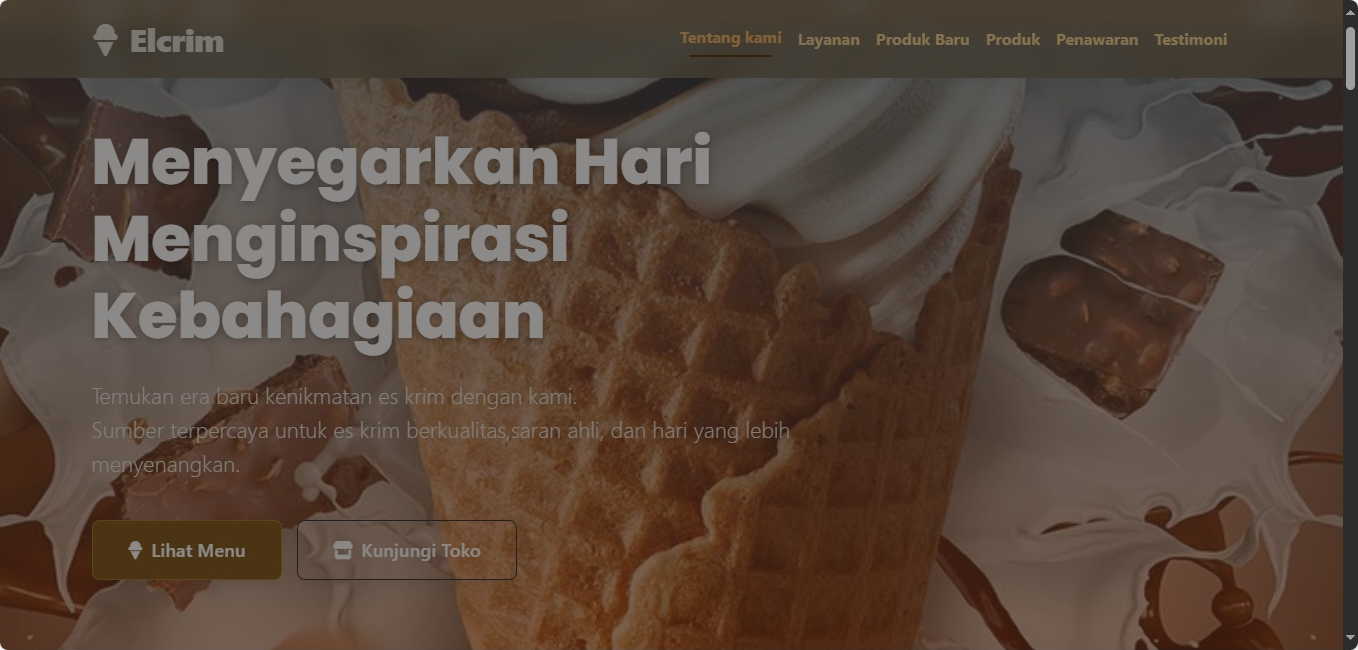 Elcrim
Tentang kami Layanan Produk Baru Produk Penawaran Testimoni
Menyegarkan Hari
Menginspirasi
Kebahagiaan
Temukan era baru kenikmatan es krim dengan kami.
Sumber terpercaya untuk es krim berkualitas,saran ahli, dan hari yang lebih
menyenangkan.
Lihat Menu Kunjungi Toko